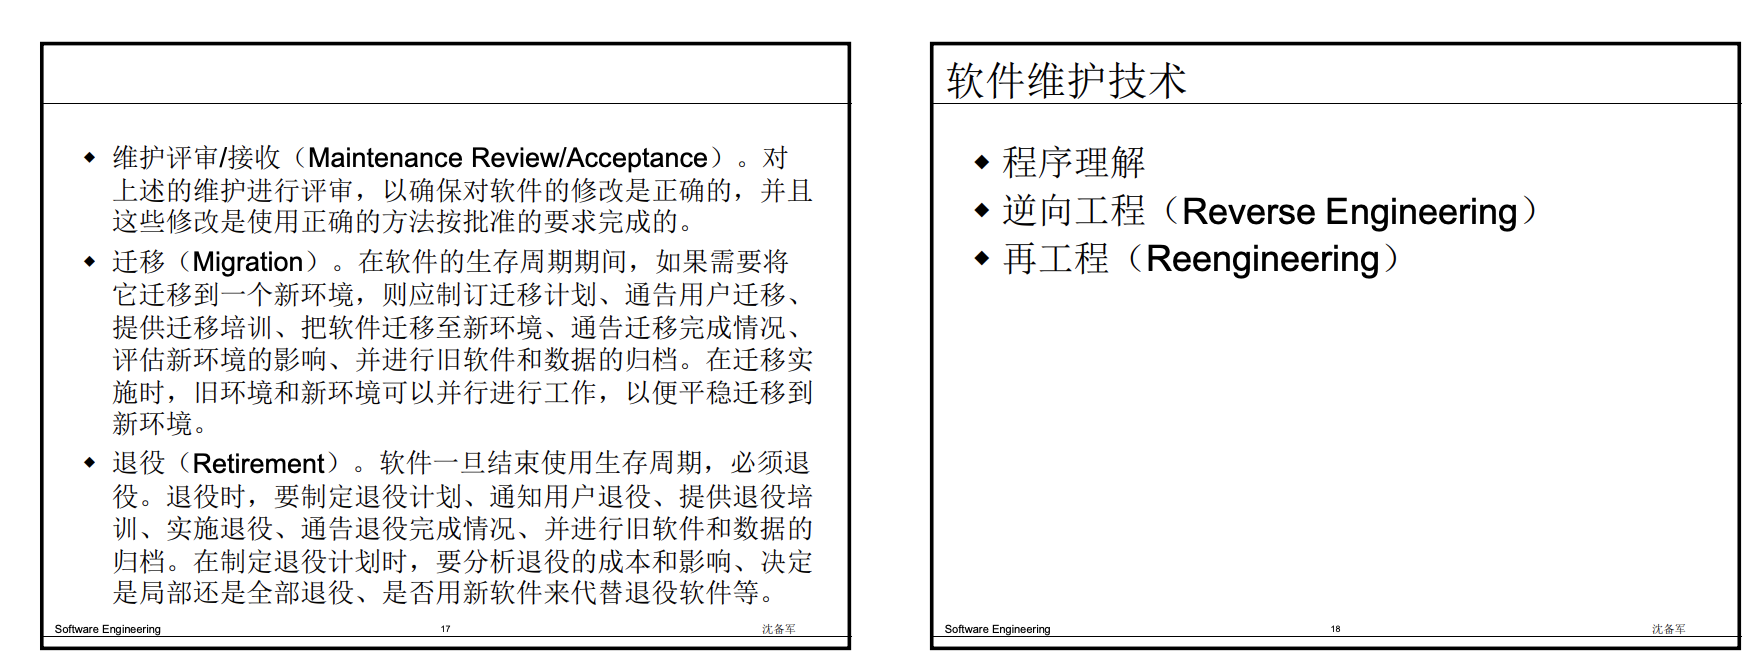 ◆ 维护评审/接收（Maintenance Review/Acceptance）。对
上述的维护进行评审，以确保对软件的修改是正确的，并且
这些修改是使用正确的方法按批准的要求完成的。
◆ 迁移（Migration）。在软件的生存周期期间，如果需要将
它迁移到一个新环境，则应制订迁移计划、通告用户迁移、
提供迁移培训、把软件迁移至新环境、通告迁移完成情况、
评估新环境的影响、并进行旧软件和数据的归档。在迁移实
施时，旧环境和新环境可以并行进行工作，以便平稳迁移到
新环境。
◆ 退役（Retirement）。软件一旦结束使用生存周期，必须退
役。退役时，要制定退役计划、通知用户退役、提供退役培
训、实施退役、通告退役完成情况、并进行旧软件和数据的
归档。在制定退役计划时，要分析退役的成本和影响、决定
是局部还是全部退役、是否用新软件来代替退役软件等。
Software Engineering 17 沈备军
软件维护技术
◆ 程序理解
◆ 逆向工程（Reverse Engineering）
◆ 再工程（Reengineering）
Software Engineering 18 沈备军